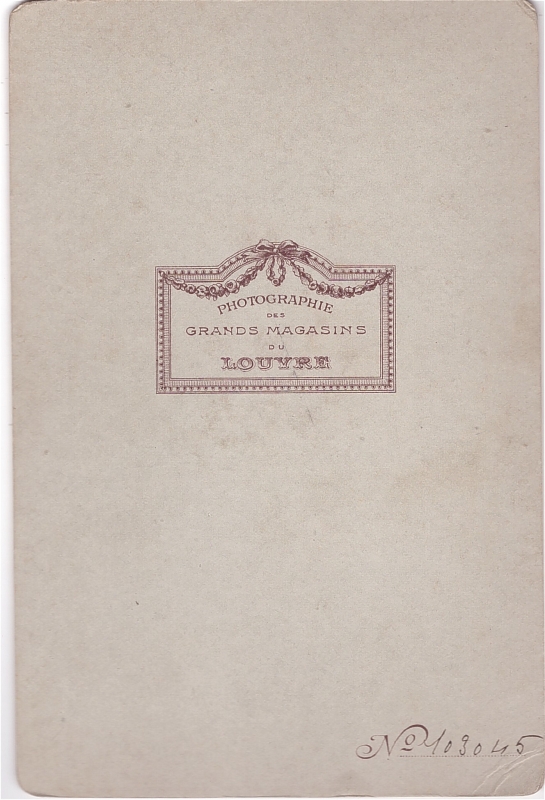 PHOTOGRAPHIE
DES
GRANDS MAGASINS
DU
LOUVRE
No 103045